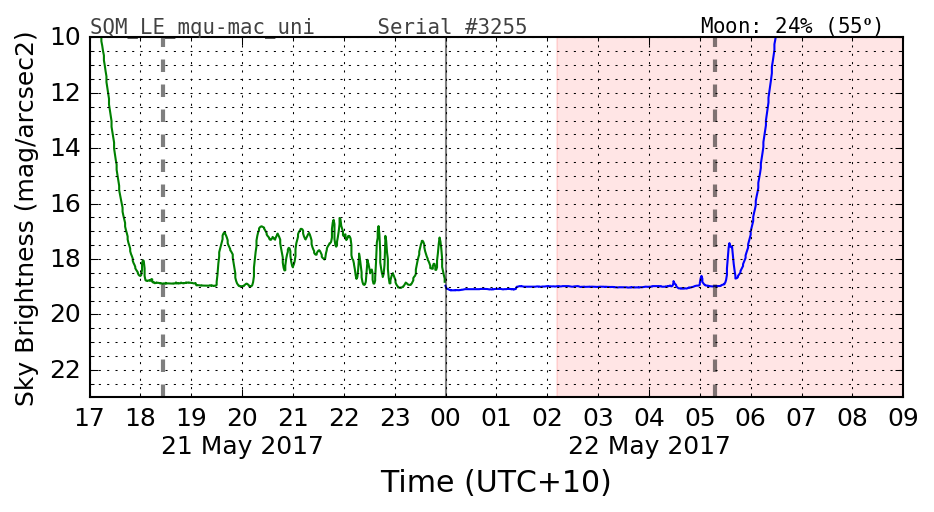 SQM_LE_mqu-mac_uni Serial #3255 Moon: 24% (55°)
Sky Brightness (mag/arcsec2)
10
12
14
16
18
20
22
17 18 19 20 21 22 23 00 01 02 03 04 05 06 07 08 09
21 May 2017 22 May 2017
Time (UTC+10)